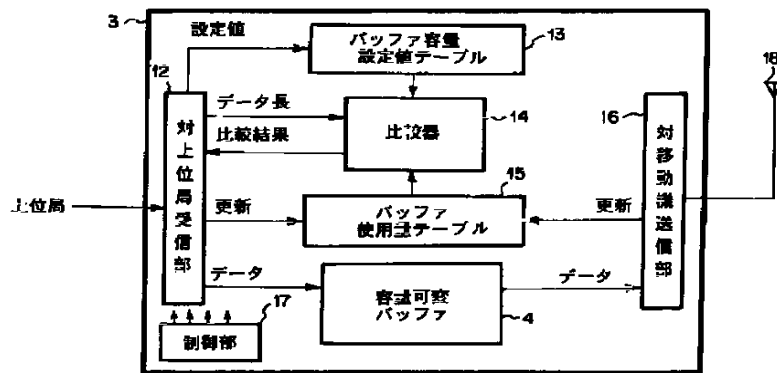 3
設定値
バッファ容量
設定値テーブル
13
18
12
データ長
比較結果
比較器
14
16
対上位局受信部
上位局
更新
15
バッファ
使用量テーブル
更新
対移動機送信部
データ
容量可変
バッファ
4
データ
17
制御部